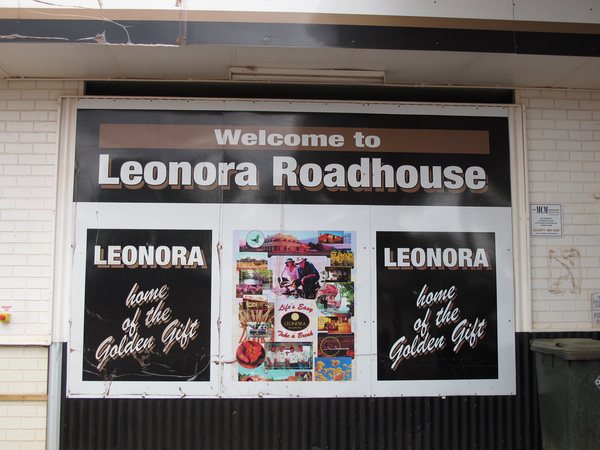 Welcome to
Leonora Roadhouse
LEONORA
home
of the
Golden Gift
Life's Easy
LEONORA
Take a Break
LEONORA
home
of the
Golden Gift
MCM